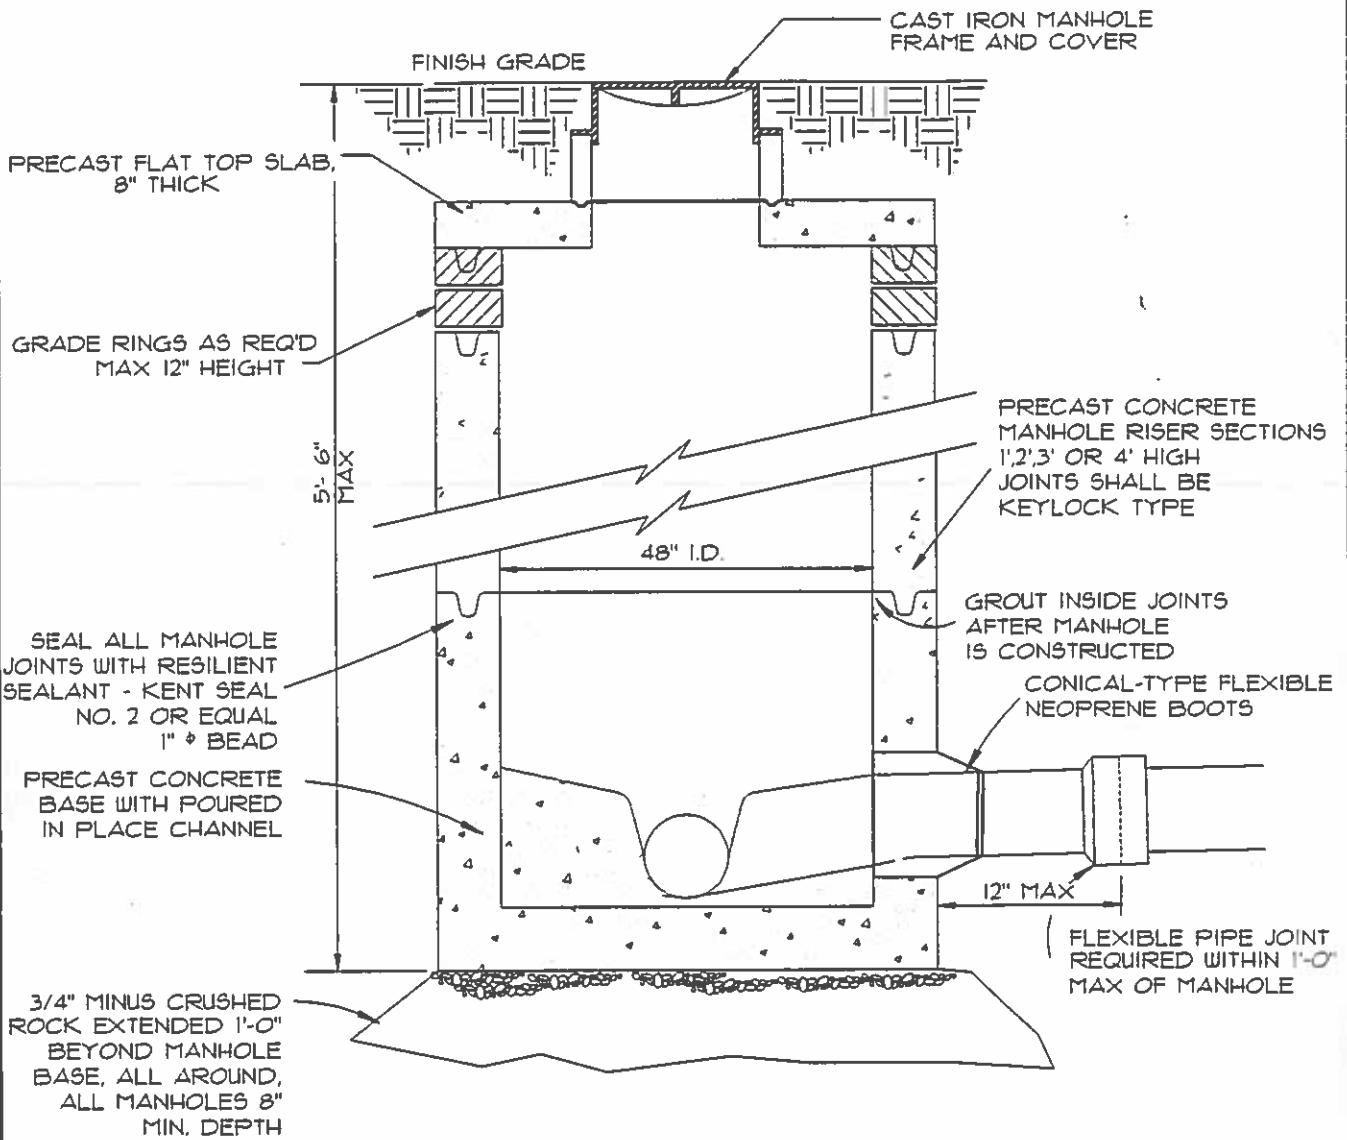 CAST IRON MANHOLE
FRAME AND COVER
FINISH GRADE
PRECAST FLAT TOP SLAB,
8" THICK
GRADE RINGS AS REQ'D
MAX 12" HEIGHT
5'- 6"
MAX
PRECAST CONCRETE
MANHOLE RISER SECTIONS
1',2',3' OR 4' HIGH
JOINTS SHALL BE
KEYLOCK TYPE
48" I.D.
GROUT INSIDE JOINTS
AFTER MANHOLE
IS CONSTRUCTED
SEAL ALL MANHOLE
JOINTS WITH RESILIENT
SEALANT - KENT SEAL
NO. 2 OR EQUAL
1" ϕ BEAD
CONICAL-TYPE FLEXIBLE
NEOPRENE BOOTS
PRECAST CONCRETE
BASE WITH POURED
IN PLACE CHANNEL
12" MAX
FLEXIBLE PIPE JOINT
REQUIRED WITHIN 1'-0"
MAX OF MANHOLE
3/4" MINUS CRUSHED
ROCK EXTENDED 1'-0"
BEYOND MANHOLE
BASE, ALL AROUND,
ALL MANHOLES 8"
MIN. DEPTH